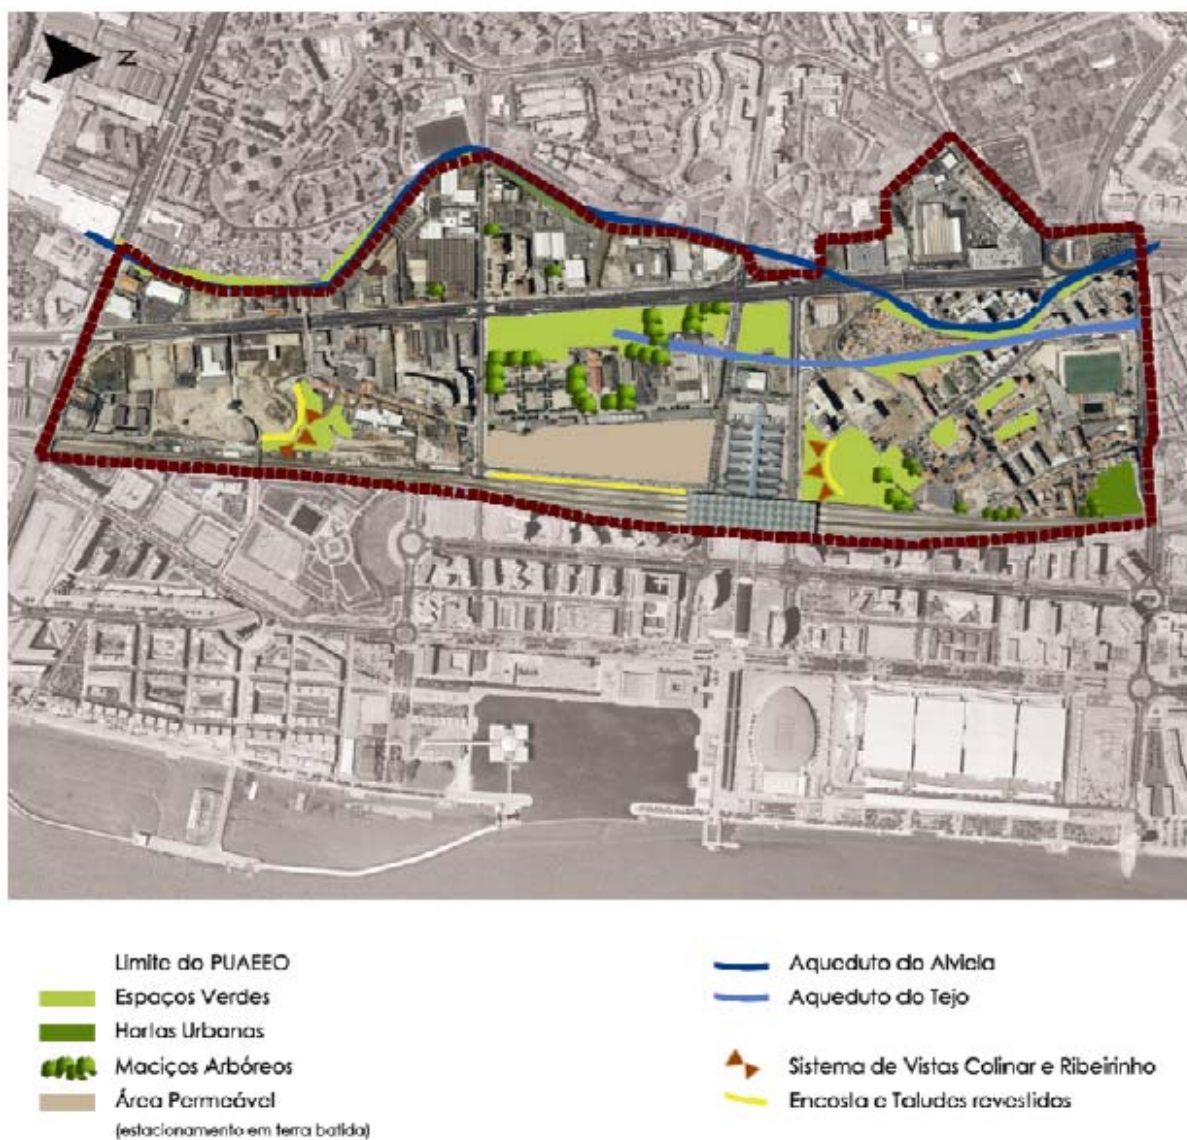 N
Limite do PUAEEO
Espaços Verdes
Hortas Urbanas
Maciços Arbóreos
Área Permeável
(estacionamento em terra batida)
Aqueduto do Alviela
Aqueduto do Tejo
Sistema de Vistas Colinar e Ribeirinho
Encosta e Taludes revestidos